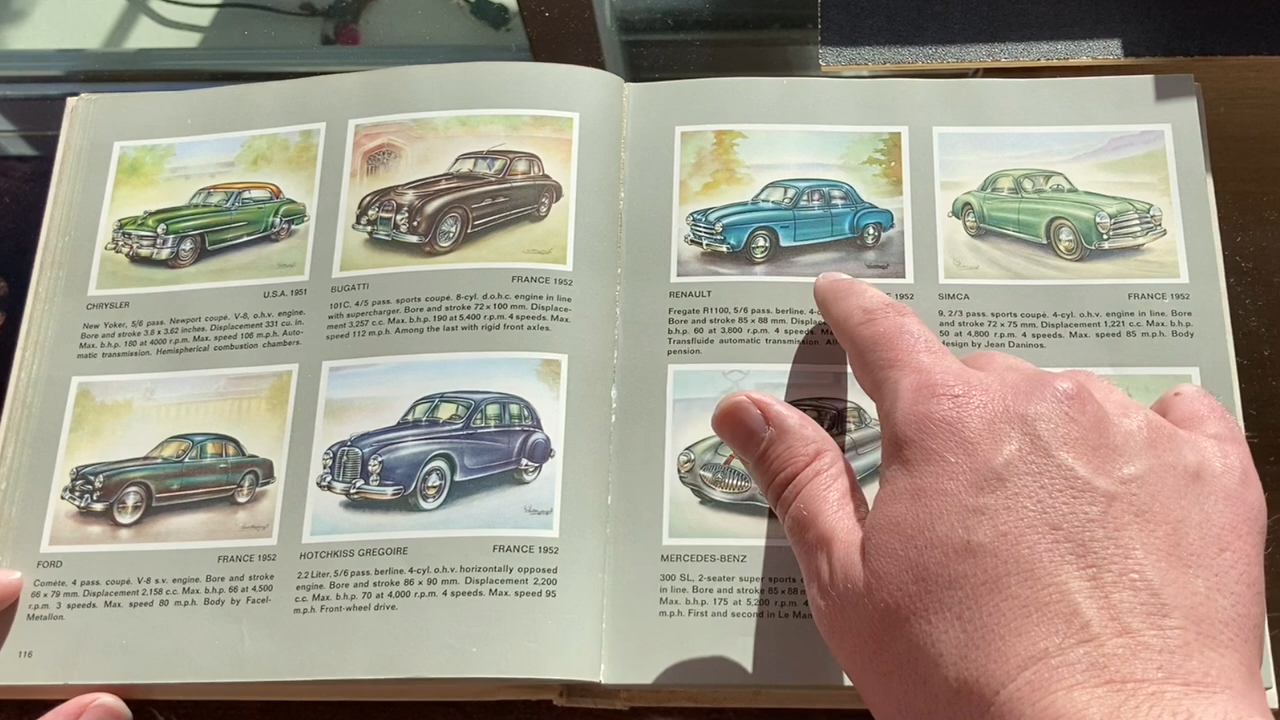 CHRYSLER U.S.A. 1951
New Yoker, 5/6 pass. Newport coupé. V-8, o.h.v. engine.
Bore and stroke 3.8 x 3.62 inches. Displacement 331 cu. in.
Max. b.h.p. 180 at 4000 r.p.m. Max. speed 106 m.p.h. Auto-
matic transmission. Hemispherical combustion chambers.
BUGATTI FRANCE 1952
101C, 4/5 pass. sports coupé. 8-cyl. d.o.h.c. engine in line
with supercharger. Bore and stroke 72 x 100 mm. Displace-
ment 3,257 c.c. Max. b.h.p. 190 at 5,400 r.p.m. 4 speeds. Max.
speed 112 m.p.h. Among the last with rigid front axles.
FORD FRANCE 1952
Comète, 4 pass. coupé. V-8 s.v. engine. Bore and stroke
66 x 79 mm. Displacement 2,158 c.c. Max. b.h.p. 66 at 4,500
r.p.m. 3 speeds. Max. speed 80 m.p.h. Body by Facel-
Metallon.
HOTCHKISS GREGOIRE FRANCE 1952
2.2 Liter, 5/6 pass. berline. 4-cyl. o.h.v. horizontally opposed
engine. Bore and stroke 86 x 90 mm. Displacement 2,200
c.c. Max. b.h.p. 70 at 4,000 r.p.m. 4 speeds. Max. speed 95
m.p.h. Front-wheel drive.
116
RENAULT 1952
Fregate R1100, 5/6 pass. berline. 4-
Bore and stroke 85 x 88 mm.
b.h.p. 60 at 3,800 r.p.m. 4 speeds.
Transfluide automatic transmission.
pension.
SIMCA FRANCE 1952
9, 2/3 pass. sports coupé. 4-cyl. o.h.v. engine in line. Bore
and stroke 72 x 75 mm. Displacement 1,221 c.c. Max. b.h.p.
50 at 4,800 r.p.m. 4 speeds. Max. speed 85 m.p.h. Body
design by Jean Daninos.
MERCEDES-BENZ
300 SL, 2-seater super sports
in line. Bore and stroke 85 x 88
Max. b.h.p. 175 at 5,200 r.p.m. 4
m.p.h. First and second in Le